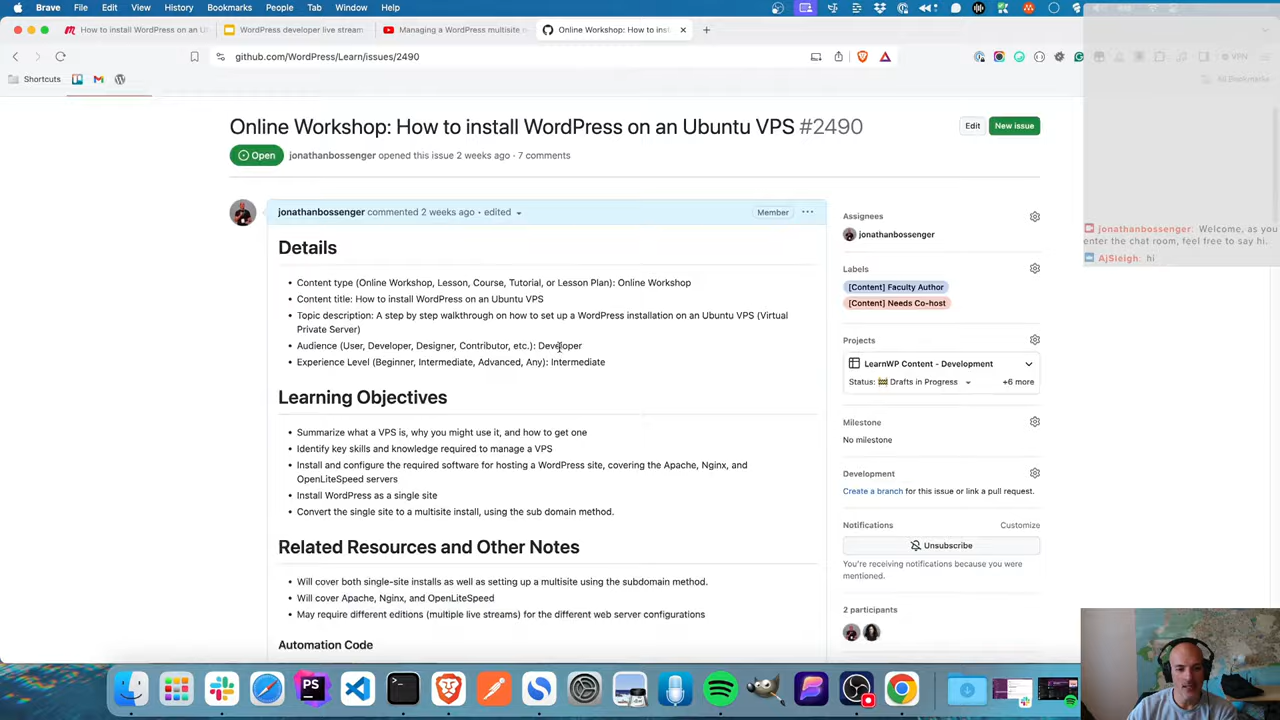 Brave File Edit View History Bookmarks People Tab Window Help
How to install WordPress on an U
WordPress developer live stream
Managing a WordPress multisite n
Online Workshop: How to inst
github.com/WordPress/Learn/issues/2490
VPN
Shortcuts
All Bookmarks
Online Workshop: How to install WordPress on an Ubuntu VPS #2490
Edit
New issue
Open
jonathanbossenger opened this issue 2 weeks ago · 7 comments
jonathanbossenger commented 2 weeks ago · edited
Member
Details
• Content type (Online Workshop, Lesson, Course, Tutorial, or Lesson Plan): Online Workshop
• Content title: How to install WordPress on an Ubuntu VPS
• Topic description: A step by step walkthrough on how to set up a WordPress installation on an Ubuntu VPS (Virtual
Private Server)
• Audience (User, Developer, Designer, Contributor, etc.): Developer
• Experience Level (Beginner, Intermediate, Advanced, Any): Intermediate
Learning Objectives
• Summarize what a VPS is, why you might use it, and how to get one
• Identify key skills and knowledge required to manage a VPS
• Install and configure the required software for hosting a WordPress site, covering the Apache, Nginx, and
OpenLiteSpeed servers
• Install WordPress as a single site
• Convert the single site to a multisite install, using the sub domain method.
Related Resources and Other Notes
• Will cover both single-site installs as well as setting up a multisite using the subdomain method.
• Will cover Apache, Nginx, and OpenLiteSpeed
• May require different editions (multiple live streams) for the different web server configurations
Automation Code
Assignees
jonathanbossenger
Labels
[Content] Faculty Author
[Content] Needs Co-host
Projects
LearnWP Content - Development
Status: Drafts in Progress
+6 more
Milestone
No milestone
Development
Create a branch for this issue or link a pull request.
Notifications
Customize
Unsubscribe
You're receiving notifications because you were
mentioned.
2 participants
jonathanbossenger: Welcome, as you
enter the chat room, feel free to say hi.
AjSleigh: hi
PS